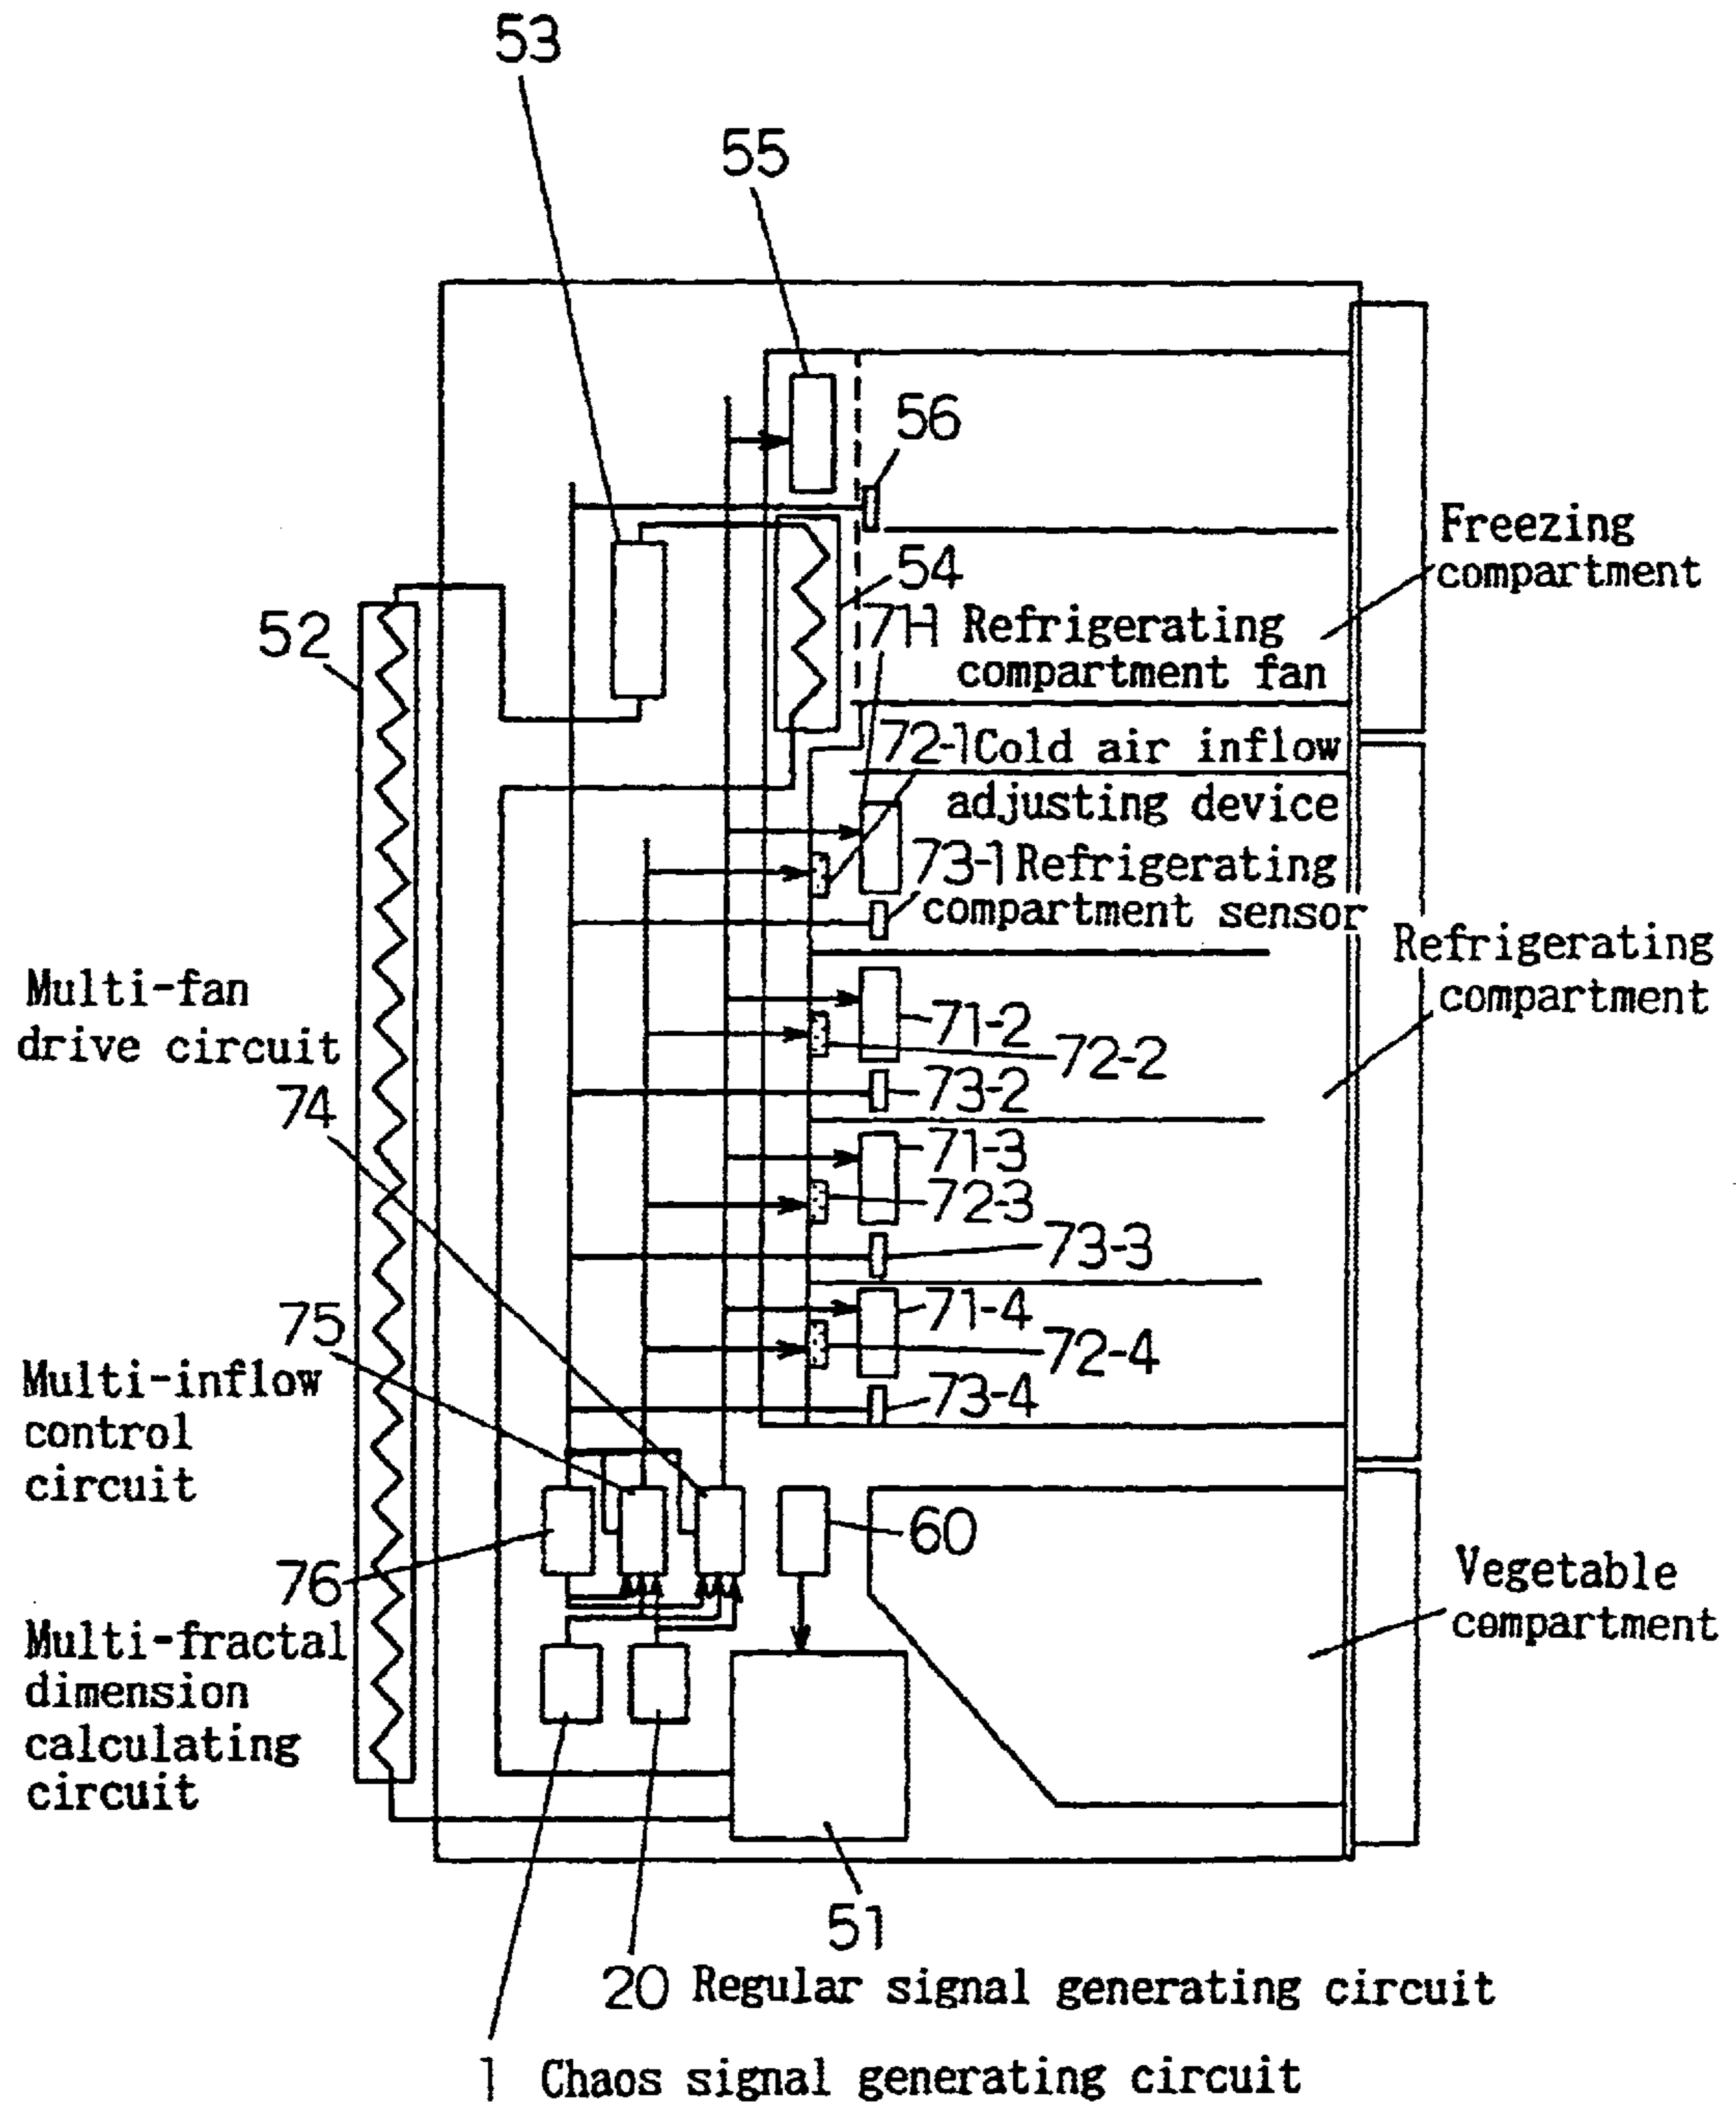 53
55
56
Freezing
compartment
54
52
71-1 Refrigerating
compartment fan
72-1 Cold air inflow
adjusting device
73-1 Refrigerating
compartment sensor
Refrigerating
compartment
Multi-fan
drive circuit
74
71-2
72-2
73-2
71-3
72-3
73-3
75
71-4
72-4
Multi-inflow
control
circuit
73-4
60
76
Vegetable
compartment
Multi-fractal
dimension
calculating
circuit
51
20 Regular signal generating circuit
1 Chaos signal generating circuit